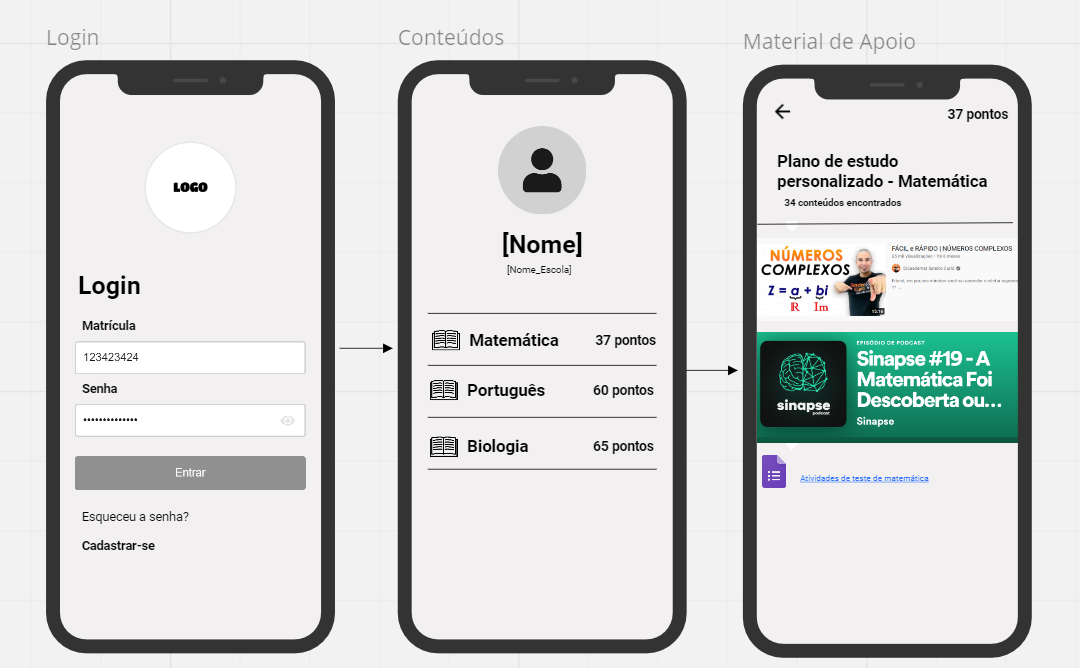 Login
LOGO
Login
Matrícula
123423424
Senha
Entrar
Esqueceu a senha?
Cadastrar-se
Conteúdos
[Nome]
[Nome_Escola]
Matemática 37 pontos
Português 60 pontos
Biologia 65 pontos
Material de Apoio
37 pontos
Plano de estudo
personalizado - Matemática
34 conteúdos encontrados
NÚMEROS
COMPLEXOS
Z = a + bi
R Im
15:16
FÁCIL e RÁPIDO | NÚMEROS COMPLEXOS
EPISÓDIO DE PODCAST
Sinapse #19 - A
Matemática Foi
Descoberta ou...
Sinapse
sinapse
podcast
Atividades de teste de matemática